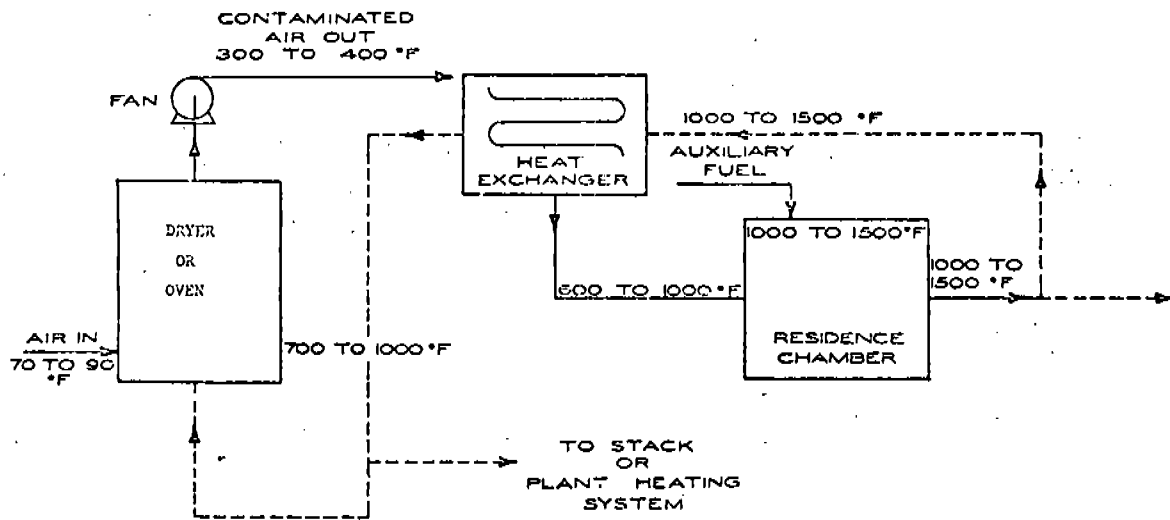 CONTAMINATED
AIR OUT
300 TO 400 °F
FAN
1000 TO 1500 °F
AUXILIARY
FUEL
HEAT
EXCHANGER
DRYER
OR
OVEN
1000 TO 1500°F
1000 TO
1500 °F
600 TO 1000 °F
RESIDENCE
CHAMBER
AIR IN
70 TO 90
°F
700 TO 1000 °F
TO STACK
OR
PLANT HEATING
SYSTEM